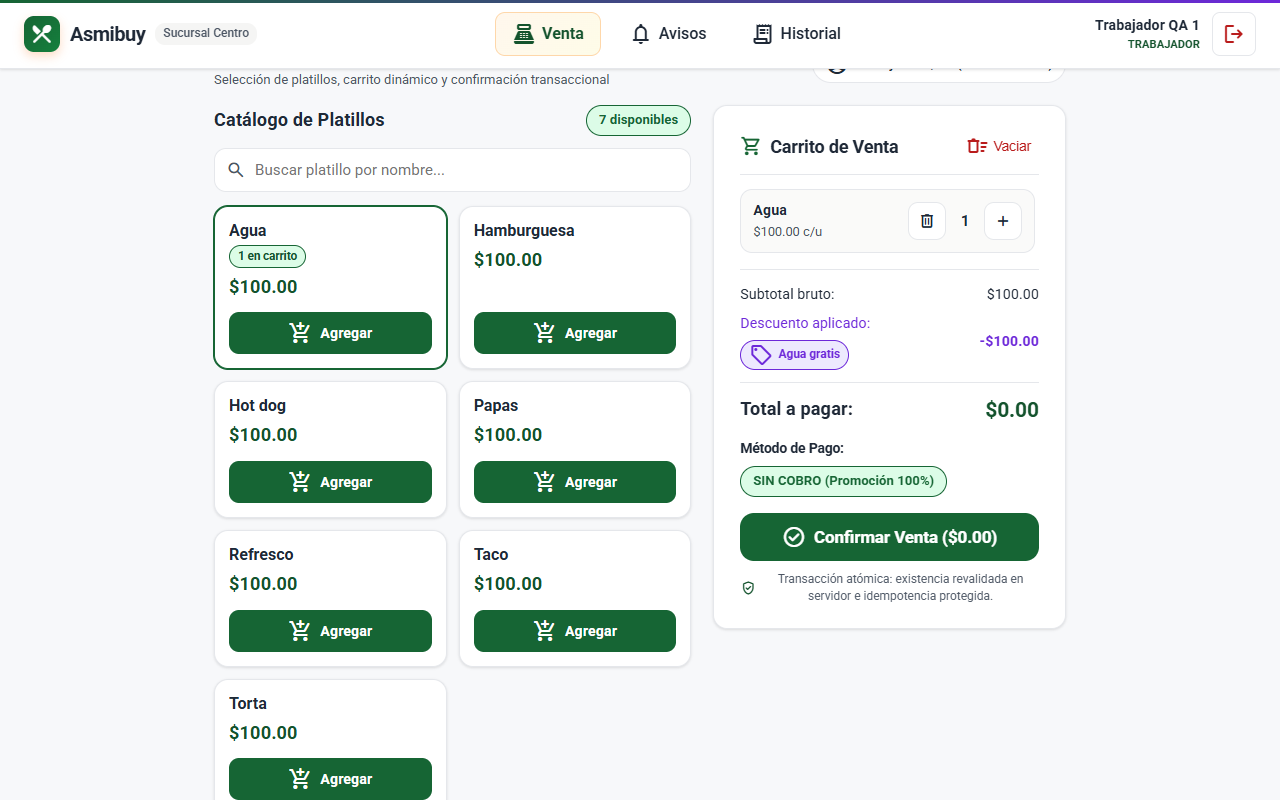 Asmibuy
Sucursal Centro
Venta
Avisos
Historial
Trabajador QA 1
TRABAJADOR
Selección de platillos, carrito dinámico y confirmación transaccional
Catálogo de Platillos
7 disponibles
Buscar platillo por nombre...
Agua
1 en carrito
$100.00
Agregar
Hamburguesa
$100.00
Agregar
Hot dog
$100.00
Agregar
Papas
$100.00
Agregar
Refresco
$100.00
Agregar
Taco
$100.00
Agregar
Torta
$100.00
Agregar
Carrito de Venta
Vaciar
Agua
$100.00 c/u
1
Subtotal bruto: $100.00
Descuento aplicado:
Agua gratis
-$100.00
Total a pagar: $0.00
Método de Pago:
SIN COBRO (Promoción 100%)
Confirmar Venta ($0.00)
Transacción atómica: existencia revalidada en
servidor e idempotencia protegida.